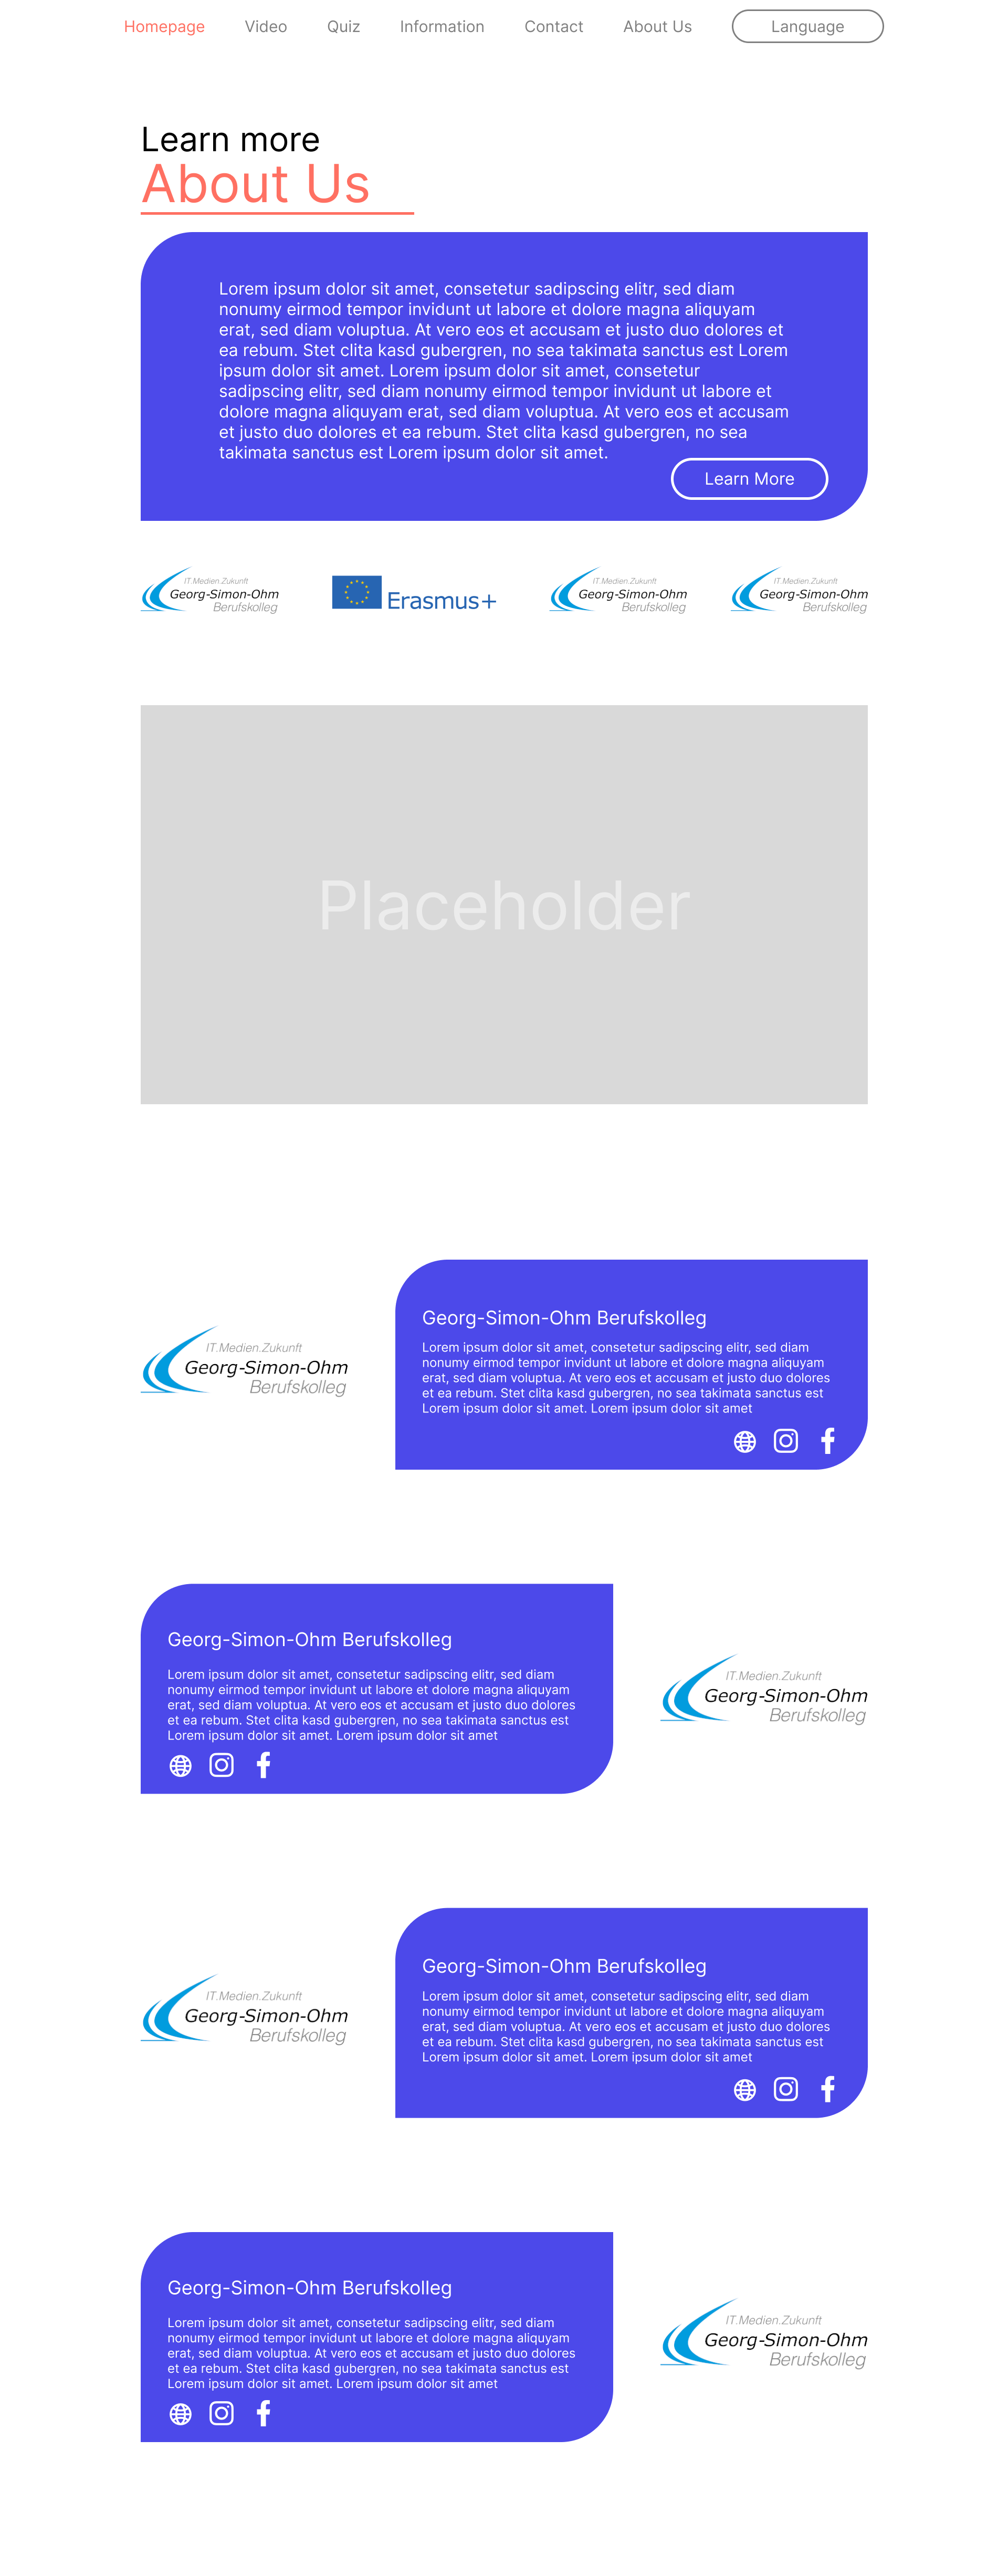 Homepage Video Quiz Information Contact About Us Language
Learn more
About Us
Lorem ipsum dolor sit amet, consetetur sadipscing elitr, sed diam
nonumy eirmod tempor invidunt ut labore et dolore magna aliquyam
erat, sed diam voluptua. At vero eos et accusam et justo duo dolores et
ea rebum. Stet clita kasd gubergren, no sea takimata sanctus est Lorem
ipsum dolor sit amet. Lorem ipsum dolor sit amet, consetetur
sadipscing elitr, sed diam nonumy eirmod tempor invidunt ut labore et
dolore magna aliquyam erat, sed diam voluptua. At vero eos et accusam
et justo duo dolores et ea rebum. Stet clita kasd gubergren, no sea
takimata sanctus est Lorem ipsum dolor sit amet.
Learn More
IT.Medien.Zukunft
Georg-Simon-Ohm
Berufskolleg
Erasmus+
IT.Medien.Zukunft
Georg-Simon-Ohm
Berufskolleg
IT.Medien.Zukunft
Georg-Simon-Ohm
Berufskolleg
Placeholder
IT.Medien.Zukunft
Georg-Simon-Ohm
Berufskolleg
Georg-Simon-Ohm Berufskolleg
Lorem ipsum dolor sit amet, consetetur sadipscing elitr, sed diam
nonumy eirmod tempor invidunt ut labore et dolore magna aliquyam
erat, sed diam voluptua. At vero eos et accusam et justo duo dolores
et ea rebum. Stet clita kasd gubergren, no sea takimata sanctus est
Lorem ipsum dolor sit amet. Lorem ipsum dolor sit amet
Georg-Simon-Ohm Berufskolleg
Lorem ipsum dolor sit amet, consetetur sadipscing elitr, sed diam
nonumy eirmod tempor invidunt ut labore et dolore magna aliquyam
erat, sed diam voluptua. At vero eos et accusam et justo duo dolores
et ea rebum. Stet clita kasd gubergren, no sea takimata sanctus est
Lorem ipsum dolor sit amet. Lorem ipsum dolor sit amet
IT.Medien.Zukunft
Georg-Simon-Ohm
Berufskolleg
IT.Medien.Zukunft
Georg-Simon-Ohm
Berufskolleg
Georg-Simon-Ohm Berufskolleg
Lorem ipsum dolor sit amet, consetetur sadipscing elitr, sed diam
nonumy eirmod tempor invidunt ut labore et dolore magna aliquyam
erat, sed diam voluptua. At vero eos et accusam et justo duo dolores
et ea rebum. Stet clita kasd gubergren, no sea takimata sanctus est
Lorem ipsum dolor sit amet. Lorem ipsum dolor sit amet
Georg-Simon-Ohm Berufskolleg
Lorem ipsum dolor sit amet, consetetur sadipscing elitr, sed diam
nonumy eirmod tempor invidunt ut labore et dolore magna aliquyam
erat, sed diam voluptua. At vero eos et accusam et justo duo dolores
et ea rebum. Stet clita kasd gubergren, no sea takimata sanctus est
Lorem ipsum dolor sit amet. Lorem ipsum dolor sit amet
IT.Medien.Zukunft
Georg-Simon-Ohm
Berufskolleg